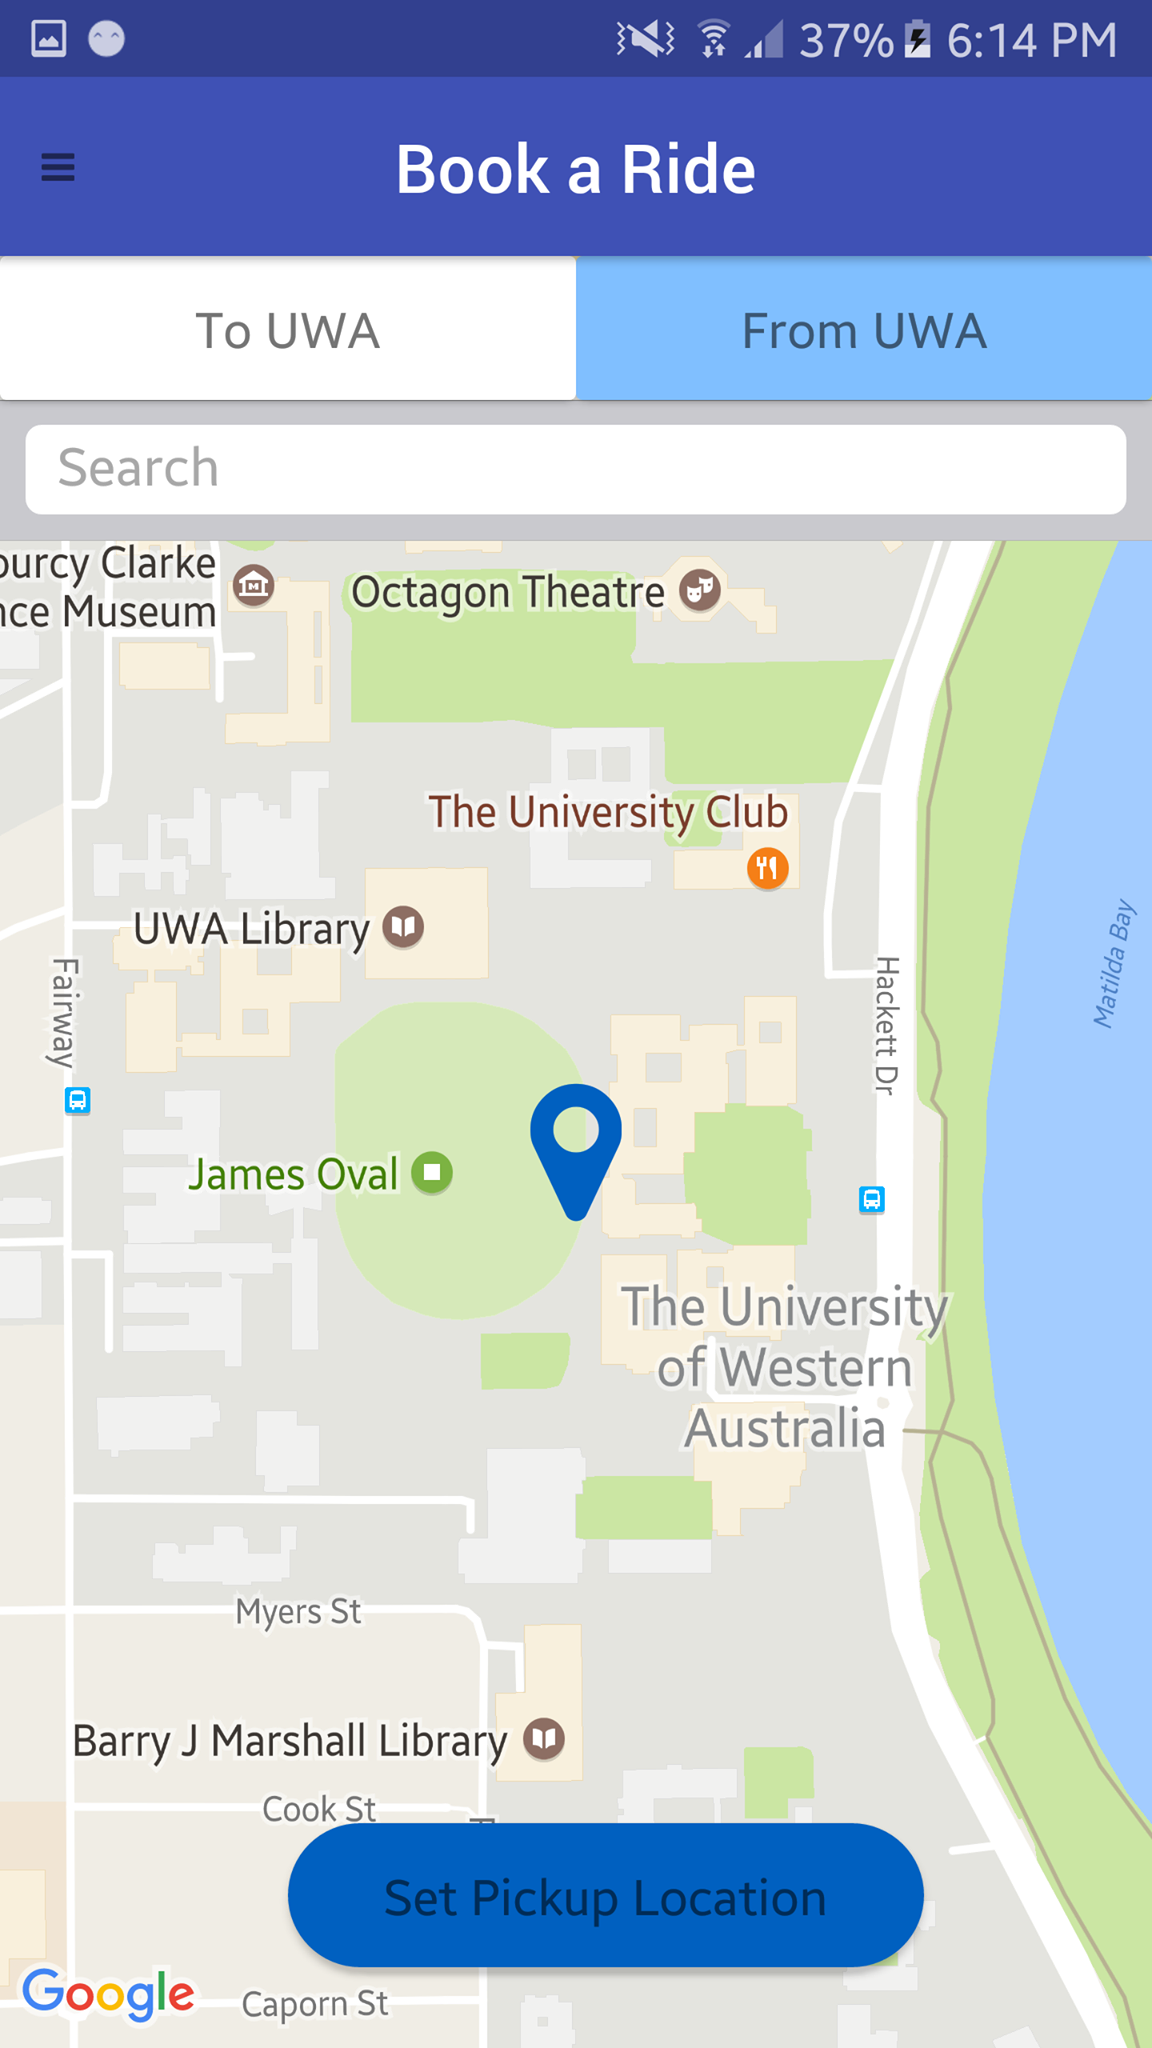 37% 6:14 PM
Book a Ride
To UWA
From UWA
Search
ourcy Clarke
nce Museum
M
Octagon Theatre
The University Club
UWA Library
Fairway
Hackett Dr
Matilda Bay
James Oval
The University
of Western
Australia
Myers St
Barry J Marshall Library
Cook St
Set Pickup Location
Google
Caporn St